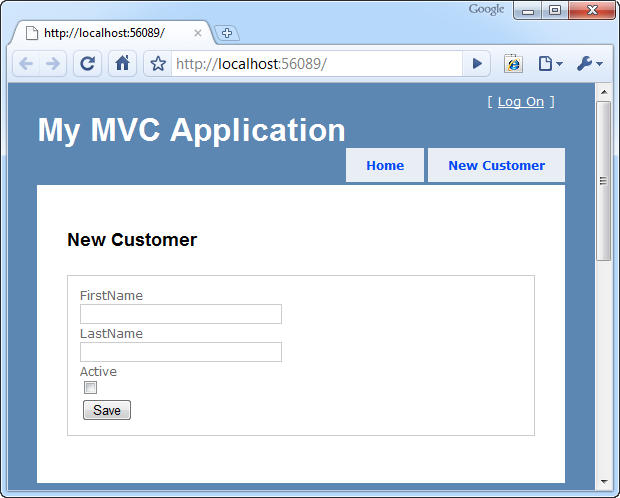 Google
http://localhost:56089/
http://localhost:56089/
[ Log On ]
My MVC Application
Home
New Customer
New Customer
FirstName
LastName
Active
Save